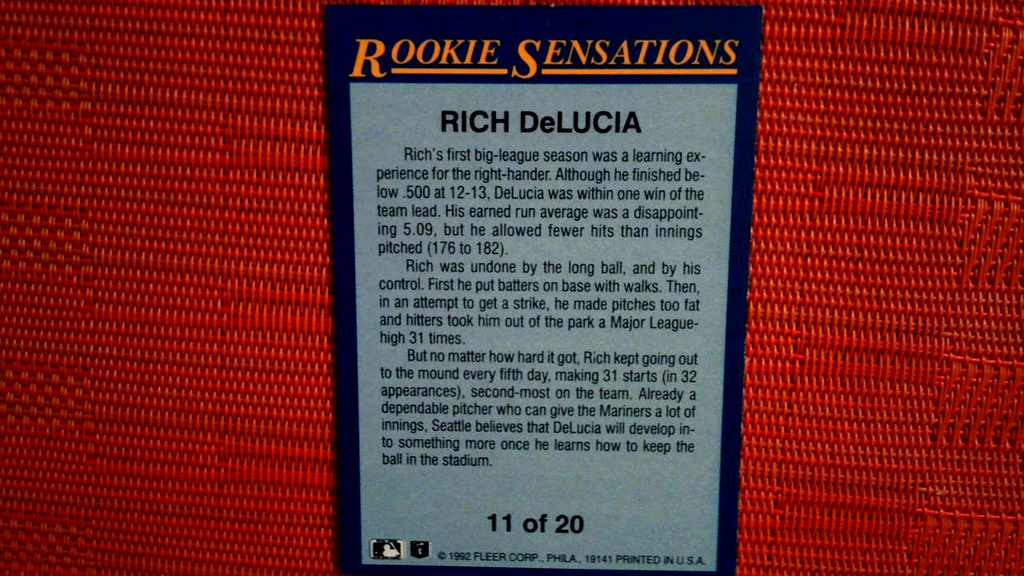 ROOKIE SENSATIONS
RICH DeLUCIA
Rich's first big-league season was a learning ex-
perience for the right-hander. Although he finished be-
low .500 at 12-13, DeLucia was within one win of the
team lead. His earned run average was a disappoint-
ing 5.09, but he allowed fewer hits than innings
pitched (176 to 182).
Rich was undone by the long ball, and by his
control. First he put batters on base with walks. Then,
in an attempt to get a strike, he made pitches too fat
and hitters took him out of the park a Major League-
high 31 times.
But no matter how hard it got, Rich kept going out
to the mound every fifth day, making 31 starts (in 32
appearances), second-most on the team. Already a
dependable pitcher who can give the Mariners a lot of
innings, Seattle believes that DeLucia will develop in-
to something more once he learns how to keep the
ball in the stadium.
11 of 20
© 1992 FLEER CORP., PHILA., 19141 PRINTED IN U.S.A.